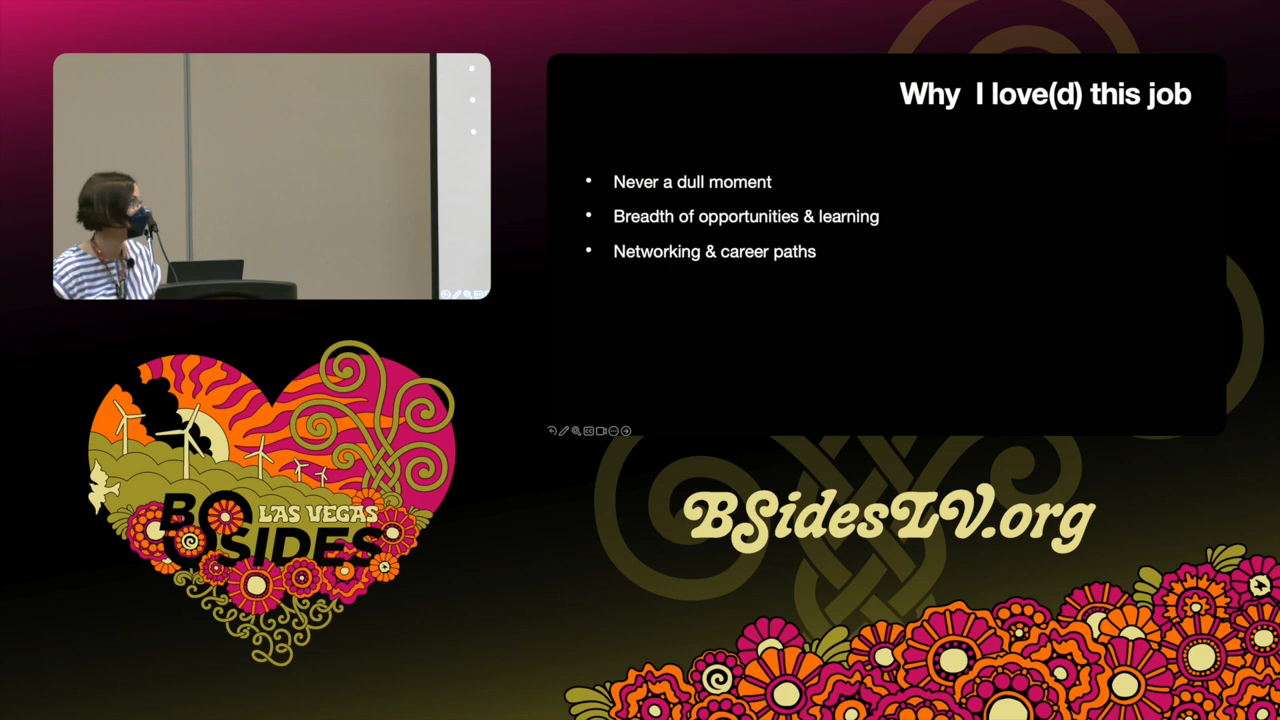 Why I love(d) this job
• Never a dull moment
• Breadth of opportunities & learning
• Networking & career paths
LAS VEGAS
BSIDES
BSidesLV.org